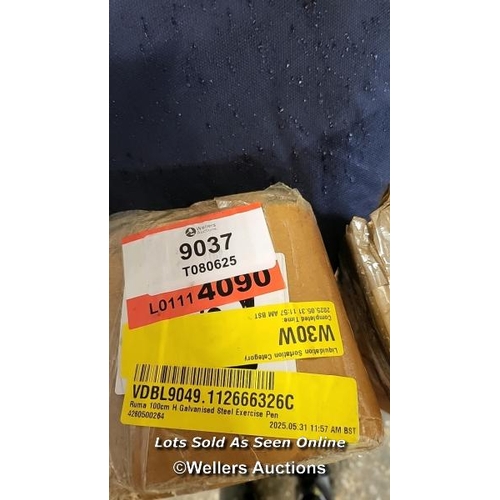 Wellers
Auctions
9037
T080625
L0111 4090
2025.05.31 11:57 AM BST
Completed Time
W30W
Liquidation Sortation Category
VDBL9049.112666326C
Ruma 100cm H Galvanised Steel Exercise Pen
4280500264
2025.05.31 11:57 AM BST
Lots Sold As Seen Online
©Wellers Auctions